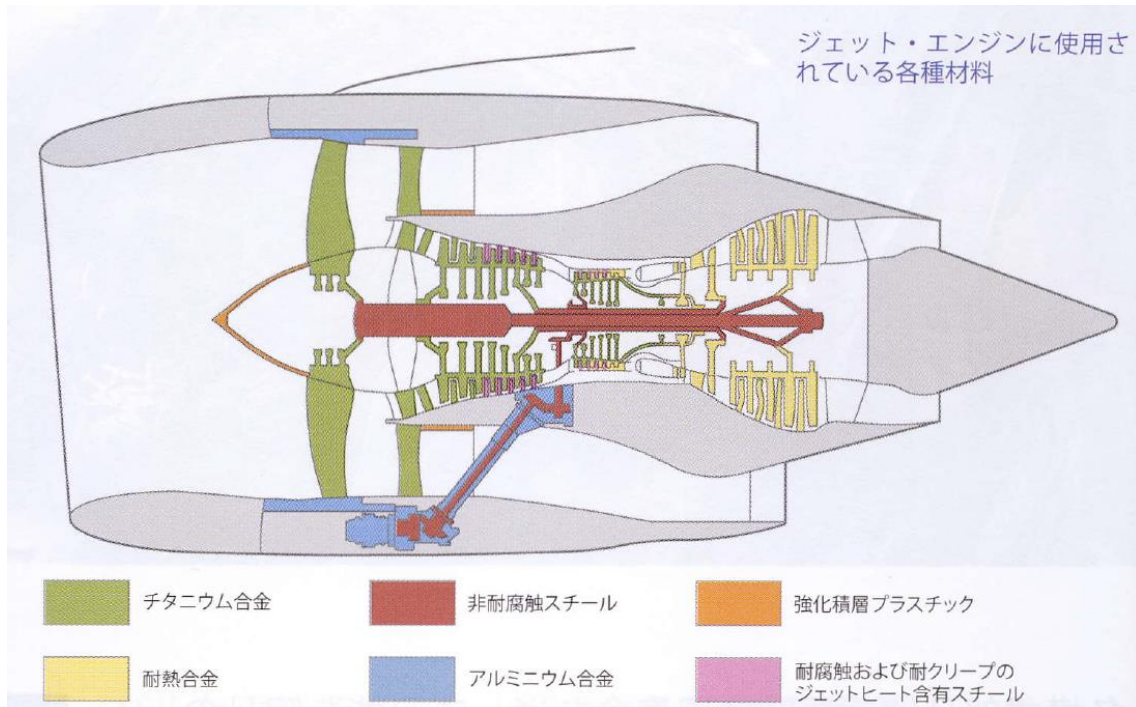 ジェット・エンジンに使用さ
れている各種材料
チタニウム合金
非耐腐触スチール
強化積層プラスチック
耐熱合金
アルミニウム合金
耐腐触および耐クリープの
ジェットヒート含有スチール